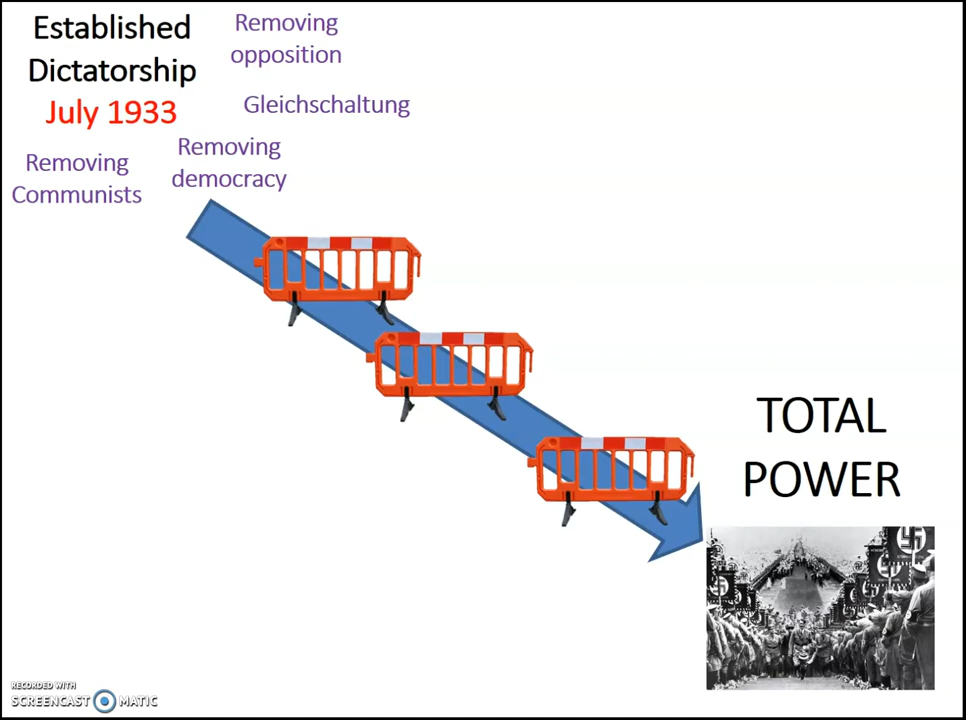 Established
Dictatorship
July 1933
Removing
opposition
Gleichschaltung
Removing
democracy
Removing
Communists
TOTAL
POWER
RECORDED WITH
SCREENCAST MATIC